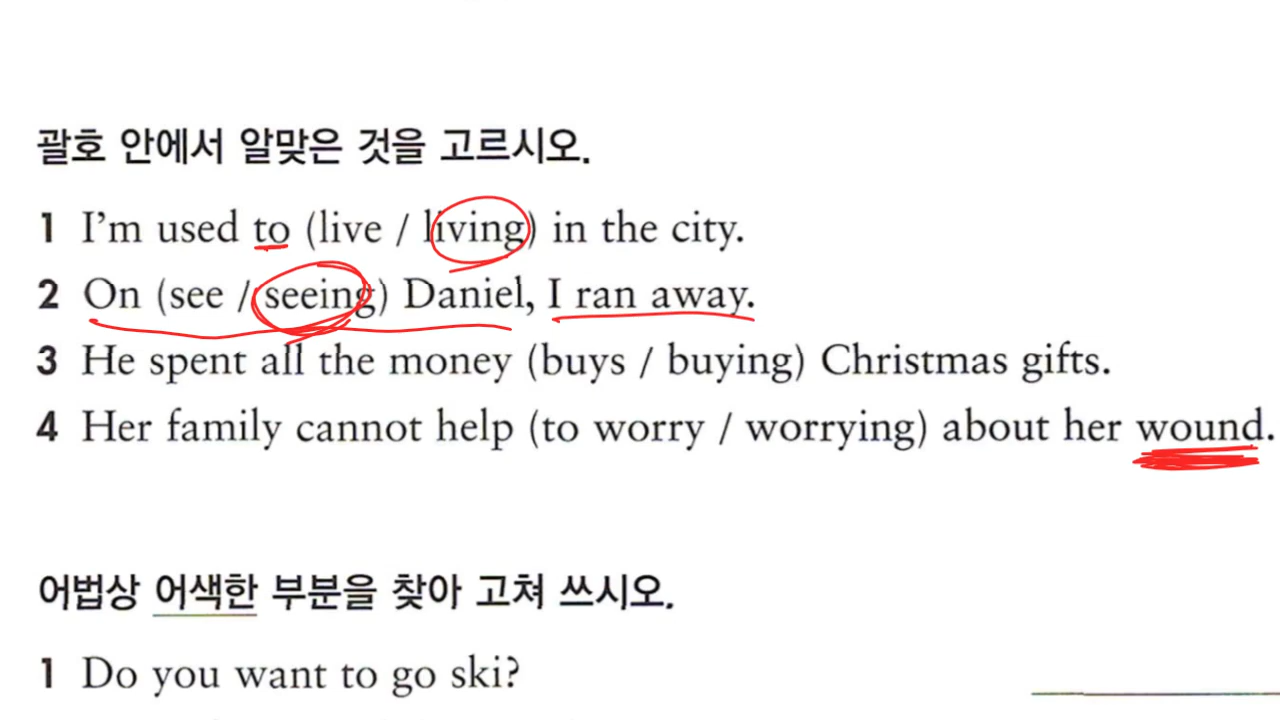 괄호 안에서 알맞은 것을 고르시오.
1 I'm used to (live / living) in the city.
2 On (see / seeing) Daniel, I ran away.
3 He spent all the money (buys / buying) Christmas gifts.
4 Her family cannot help (to worry / worrying) about her wound.
어법상 어색한 부분을 찾아 고쳐 쓰시오.
1 Do you want to go ski?